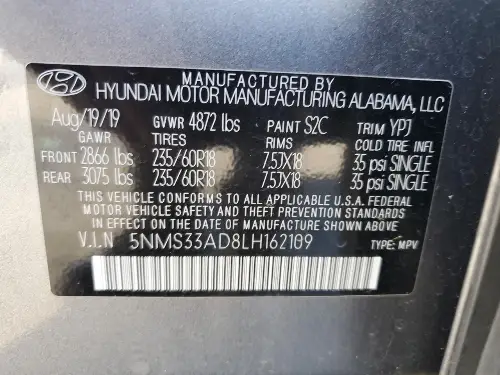 MANUFACTURED BY
HYUNDAI MOTOR MANUFACTURING ALABAMA, LLC
Aug/19/19 GVWR 4872 lbs PAINT S2C TRIM YPJ
GAWR TIRES RIMS COLD TIRE INFL
FRONT 2866 lbs 235/60R18 7.5JX18 35 psi SINGLE
REAR 3075 lbs 235/60R18 7.5JX18 35 psi SINGLE
THIS VEHICLE CONFORMS TO ALL APPLICABLE U.S.A. FEDERAL
MOTOR VEHICLE SAFETY AND THEFT PREVENTION STANDARDS
IN EFFECT ON THE DATE OF MANUFACTURE SHOWN ABOVE.
V.I.N 5NMS33AD8LH162109 TYPE: MPV